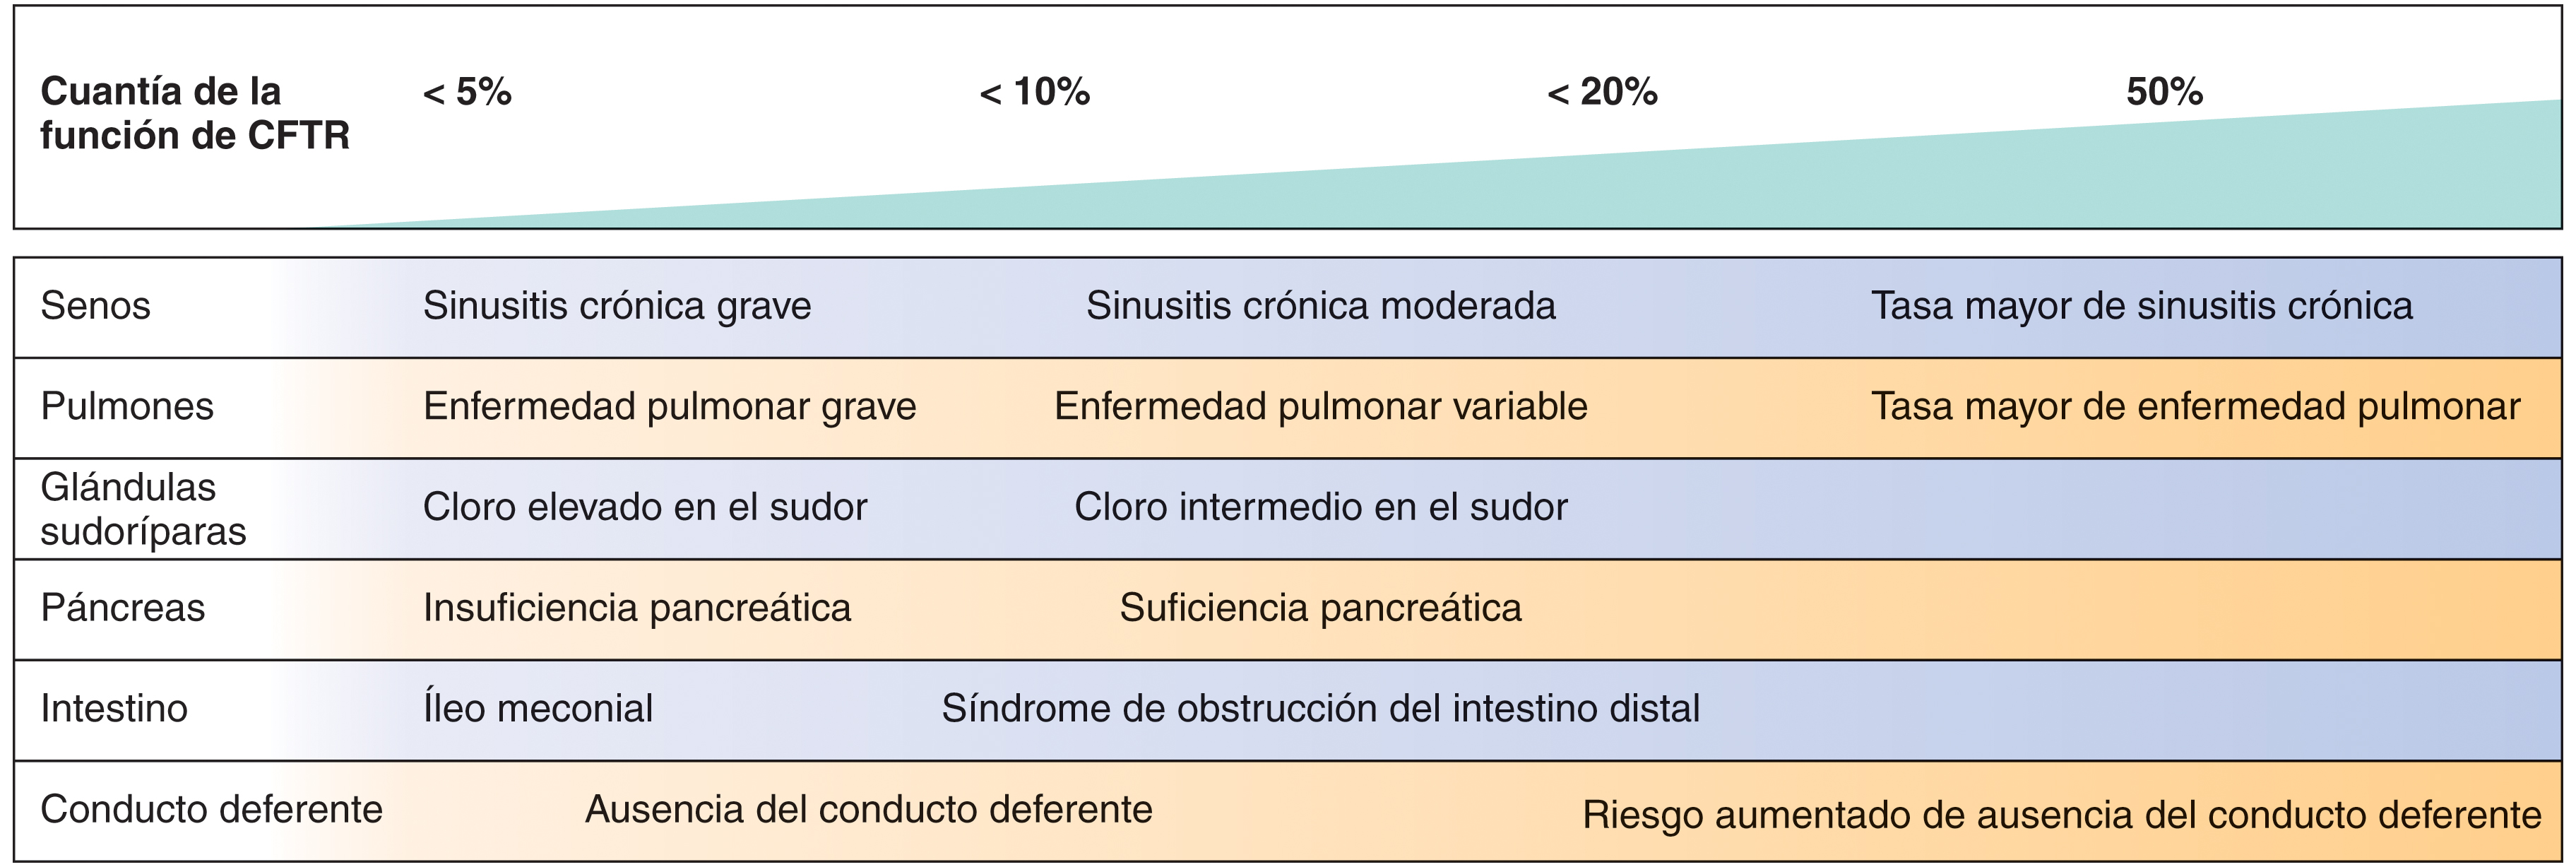 Cuantía de la función de CFTR
< 5% < 10% < 20% 50%
Senos Sinusitis crónica grave Sinusitis crónica moderada Tasa mayor de sinusitis crónica
Pulmones Enfermedad pulmonar grave Enfermedad pulmonar variable Tasa mayor de enfermedad pulmonar
Glándulas sudoríparas Cloro elevado en el sudor Cloro intermedio en el sudor
Páncreas Insuficiencia pancreática Suficiencia pancreática
Intestino Íleo meconial Síndrome de obstrucción del intestino distal
Conducto deferente Ausencia del conducto deferente Riesgo aumentado de ausencia del conducto deferente